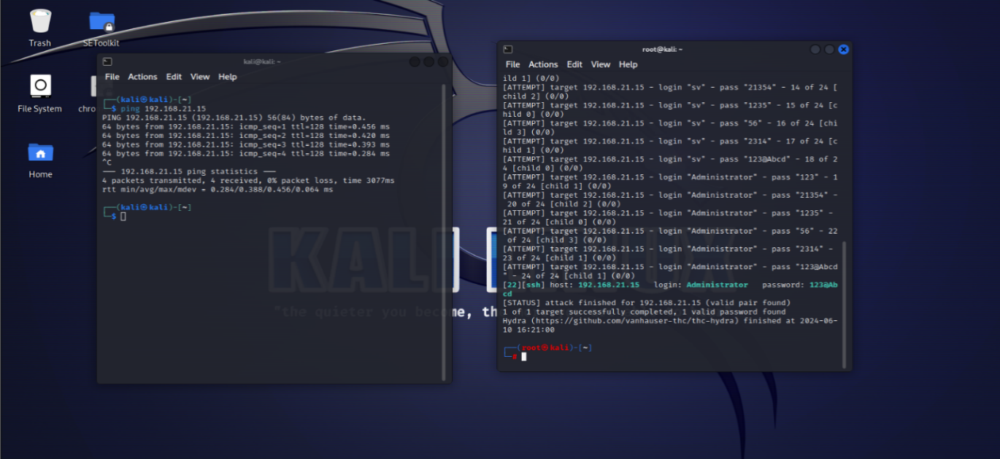 Trash
SEToolkit
File System
chro
Home
kali@kali: ~
File Actions Edit View Help
┌──(kali㉿kali)-[~]
└─$ ping 192.168.21.15
PING 192.168.21.15 (192.168.21.15) 56(84) bytes of data.
64 bytes from 192.168.21.15: icmp_seq=1 ttl=128 time=0.456 ms
64 bytes from 192.168.21.15: icmp_seq=2 ttl=128 time=0.420 ms
64 bytes from 192.168.21.15: icmp_seq=3 ttl=128 time=0.393 ms
64 bytes from 192.168.21.15: icmp_seq=4 ttl=128 time=0.284 ms
^C
--- 192.168.21.15 ping statistics ---
4 packets transmitted, 4 received, 0% packet loss, time 3077ms
rtt min/avg/max/mdev = 0.284/0.388/0.456/0.064 ms
┌──(kali㉿kali)-[~]
└─$
root@kali: ~
File Actions Edit View Help
ild 1] (0/0)
[ATTEMPT] target 192.168.21.15 - login "sv" - pass "21354" - 14 of 24 [
child 2] (0/0)
[ATTEMPT] target 192.168.21.15 - login "sv" - pass "1235" - 15 of 24 [c
hild 0] (0/0)
[ATTEMPT] target 192.168.21.15 - login "sv" - pass "56" - 16 of 24 [chi
ld 3] (0/0)
[ATTEMPT] target 192.168.21.15 - login "sv" - pass "2314" - 17 of 24 [c
hild 1] (0/0)
[ATTEMPT] target 192.168.21.15 - login "sv" - pass "123@Abcd" - 18 of 2
4 [child 0] (0/0)
[ATTEMPT] target 192.168.21.15 - login "Administrator" - pass "123" - 1
9 of 24 [child 1] (0/0)
[ATTEMPT] target 192.168.21.15 - login "Administrator" - pass "21354" -
20 of 24 [child 2] (0/0)
[ATTEMPT] target 192.168.21.15 - login "Administrator" - pass "1235" -
21 of 24 [child 0] (0/0)
[ATTEMPT] target 192.168.21.15 - login "Administrator" - pass "56" - 22
of 24 [child 3] (0/0)
[ATTEMPT] target 192.168.21.15 - login "Administrator" - pass "2314" -
23 of 24 [child 1] (0/0)
[ATTEMPT] target 192.168.21.15 - login "Administrator" - pass "123@Abcd
" - 24 of 24 [child 1] (0/0)
[22][ssh] host: 192.168.21.15 login: Administrator password: 123@Ab
cd
[STATUS] attack finished for 192.168.21.15 (valid pair found)
1 of 1 target successfully completed, 1 valid password found
Hydra (https://github.com/vanhauser-thc/thc-hydra) finished at 2024-06-
10 16:21:00
┌──(root㉿kali)-[~]
└─#
KALI LINUX
"the quieter you become, th